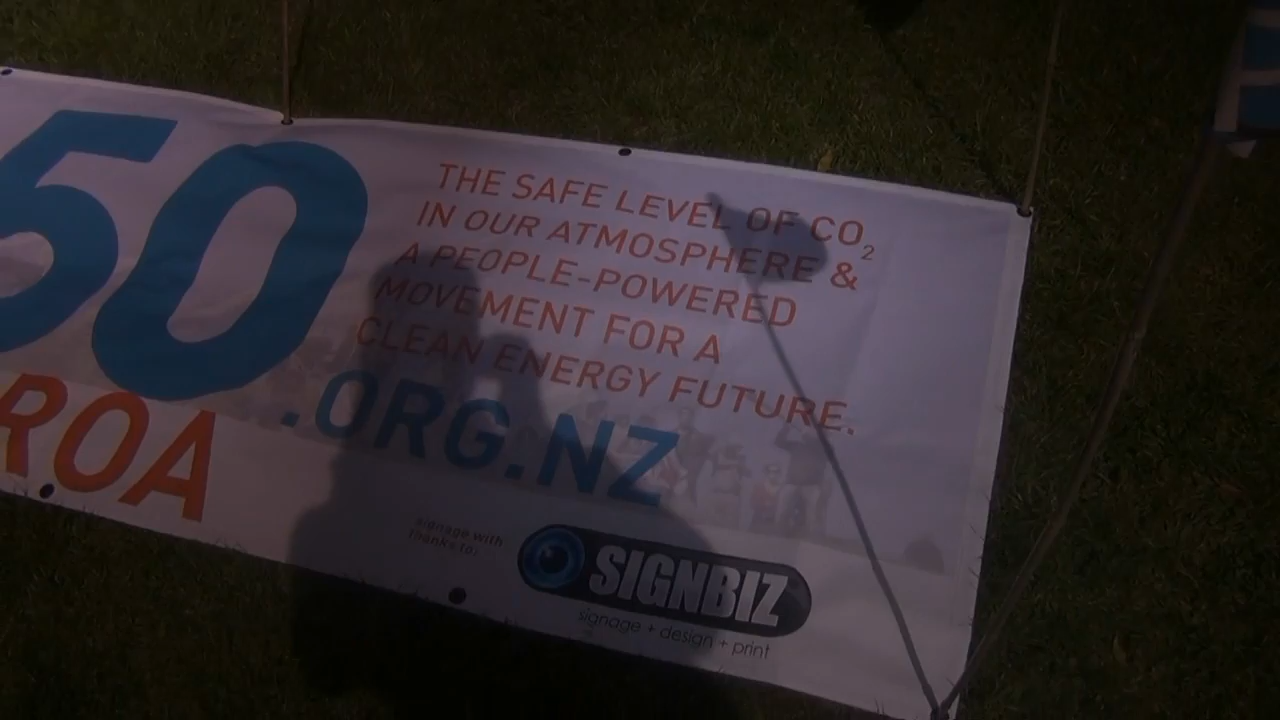 50
THE SAFE LEVEL OF CO₂
IN OUR ATMOSPHERE &
A PEOPLE-POWERED
MOVEMENT FOR A
CLEAN ENERGY FUTURE.
.ORG.NZ
ROA
signage with
thanks to:
SIGNBIZ
signage + design + print